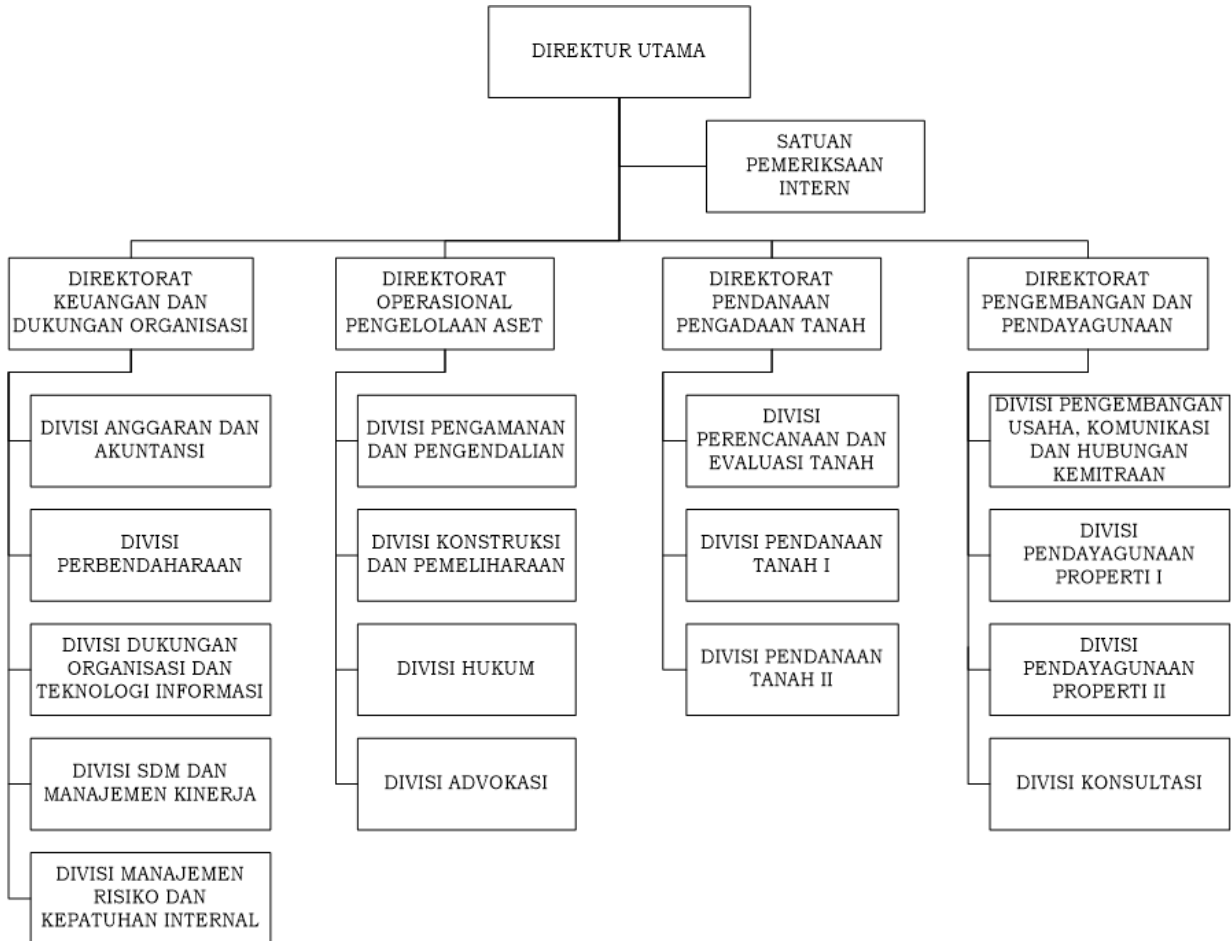 DIREKTUR UTAMA
SATUAN
PEMERIKSAAN
INTERN
DIREKTORAT
KEUANGAN DAN
DUKUNGAN ORGANISASI
DIREKTORAT
OPERASIONAL
PENGELOLAAN ASET
DIREKTORAT
PENDANAAN
PENGADAAN TANAH
DIREKTORAT
PENGEMBANGAN DAN
PENDAYAGUNAAN
DIVISI ANGGARAN DAN
AKUNTANSI
DIVISI
PERBENDAHARAAN
DIVISI DUKUNGAN
ORGANISASI DAN
TEKNOLOGI INFORMASI
DIVISI SDM DAN
MANAJEMEN KINERJA
DIVISI MANAJEMEN
RISIKO DAN
KEPATUHAN INTERNAL
DIVISI PENGAMANAN
DAN PENGENDALIAN
DIVISI KONSTRUKSI
DAN PEMELIHARAAN
DIVISI HUKUM
DIVISI ADVOKASI
DIVISI
PERENCANAAN DAN
EVALUASI TANAH
DIVISI PENDANAAN
TANAH I
DIVISI PENDANAAN
TANAH II
DIVISI PENGEMBANGAN
USAHA, KOMUNIKASI
DAN HUBUNGAN
KEMITRAAN
DIVISI
PENDAYAGUNAAN
PROPERTI I
DIVISI
PENDAYAGUNAAN
PROPERTI II
DIVISI KONSULTASI